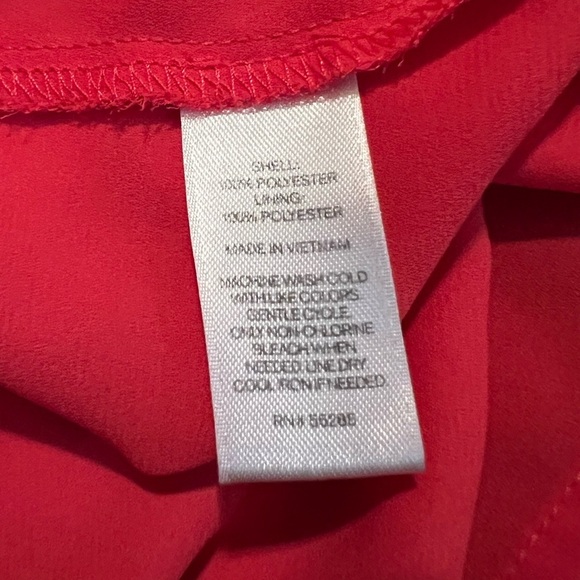 SHELL:
100% POLYESTER
LINING:
100% POLYESTER
MADE IN VIETNAM
MACHINE WASH COLD
WITH LIKE COLORS
GENTLE CYCLE.
ONLY NON-CHLORINE
BLEACH WHEN
NEEDED. LINE DRY
COOL IRON IF NEEDED
RN# 55285